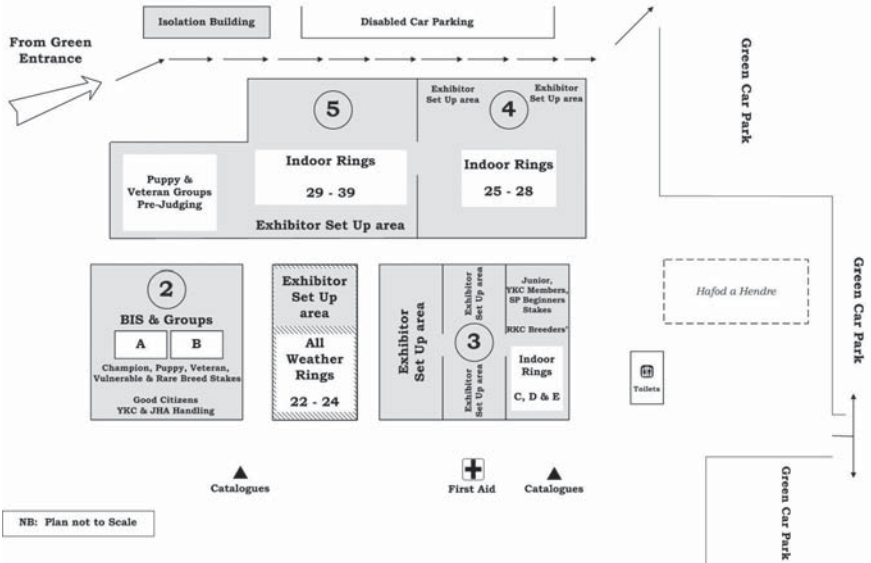 Isolation Building
Disabled Car Parking
From Green
Entrance
Green Car Park
5
Exhibitor
Set Up area
Exhibitor
Set Up area
4
Puppy &
Veteran Groups
Pre-Judging
Indoor Rings
29 - 39
Indoor Rings
25 - 28
Exhibitor Set Up area
2
BIS & Groups
A
B
Champion, Puppy, Veteran,
Vulnerable & Rare Breed Stakes
Good Citizens
YKC & JHA Handling
Exhibitor
Set Up
area
All
Weather
Rings
22 - 24
Exhibitor
Set Up area
Exhibitor
Set Up area
3
Exhibitor
Set Up area
Junior,
YKC Members,
SP Beginners
Stakes
RKC Breeders'
Indoor
Rings
C, D & E
Hafod a Hendre
Green Car Park
Toilets
Catalogues
First Aid
Catalogues
Green Car Park
NB: Plan not to Scale